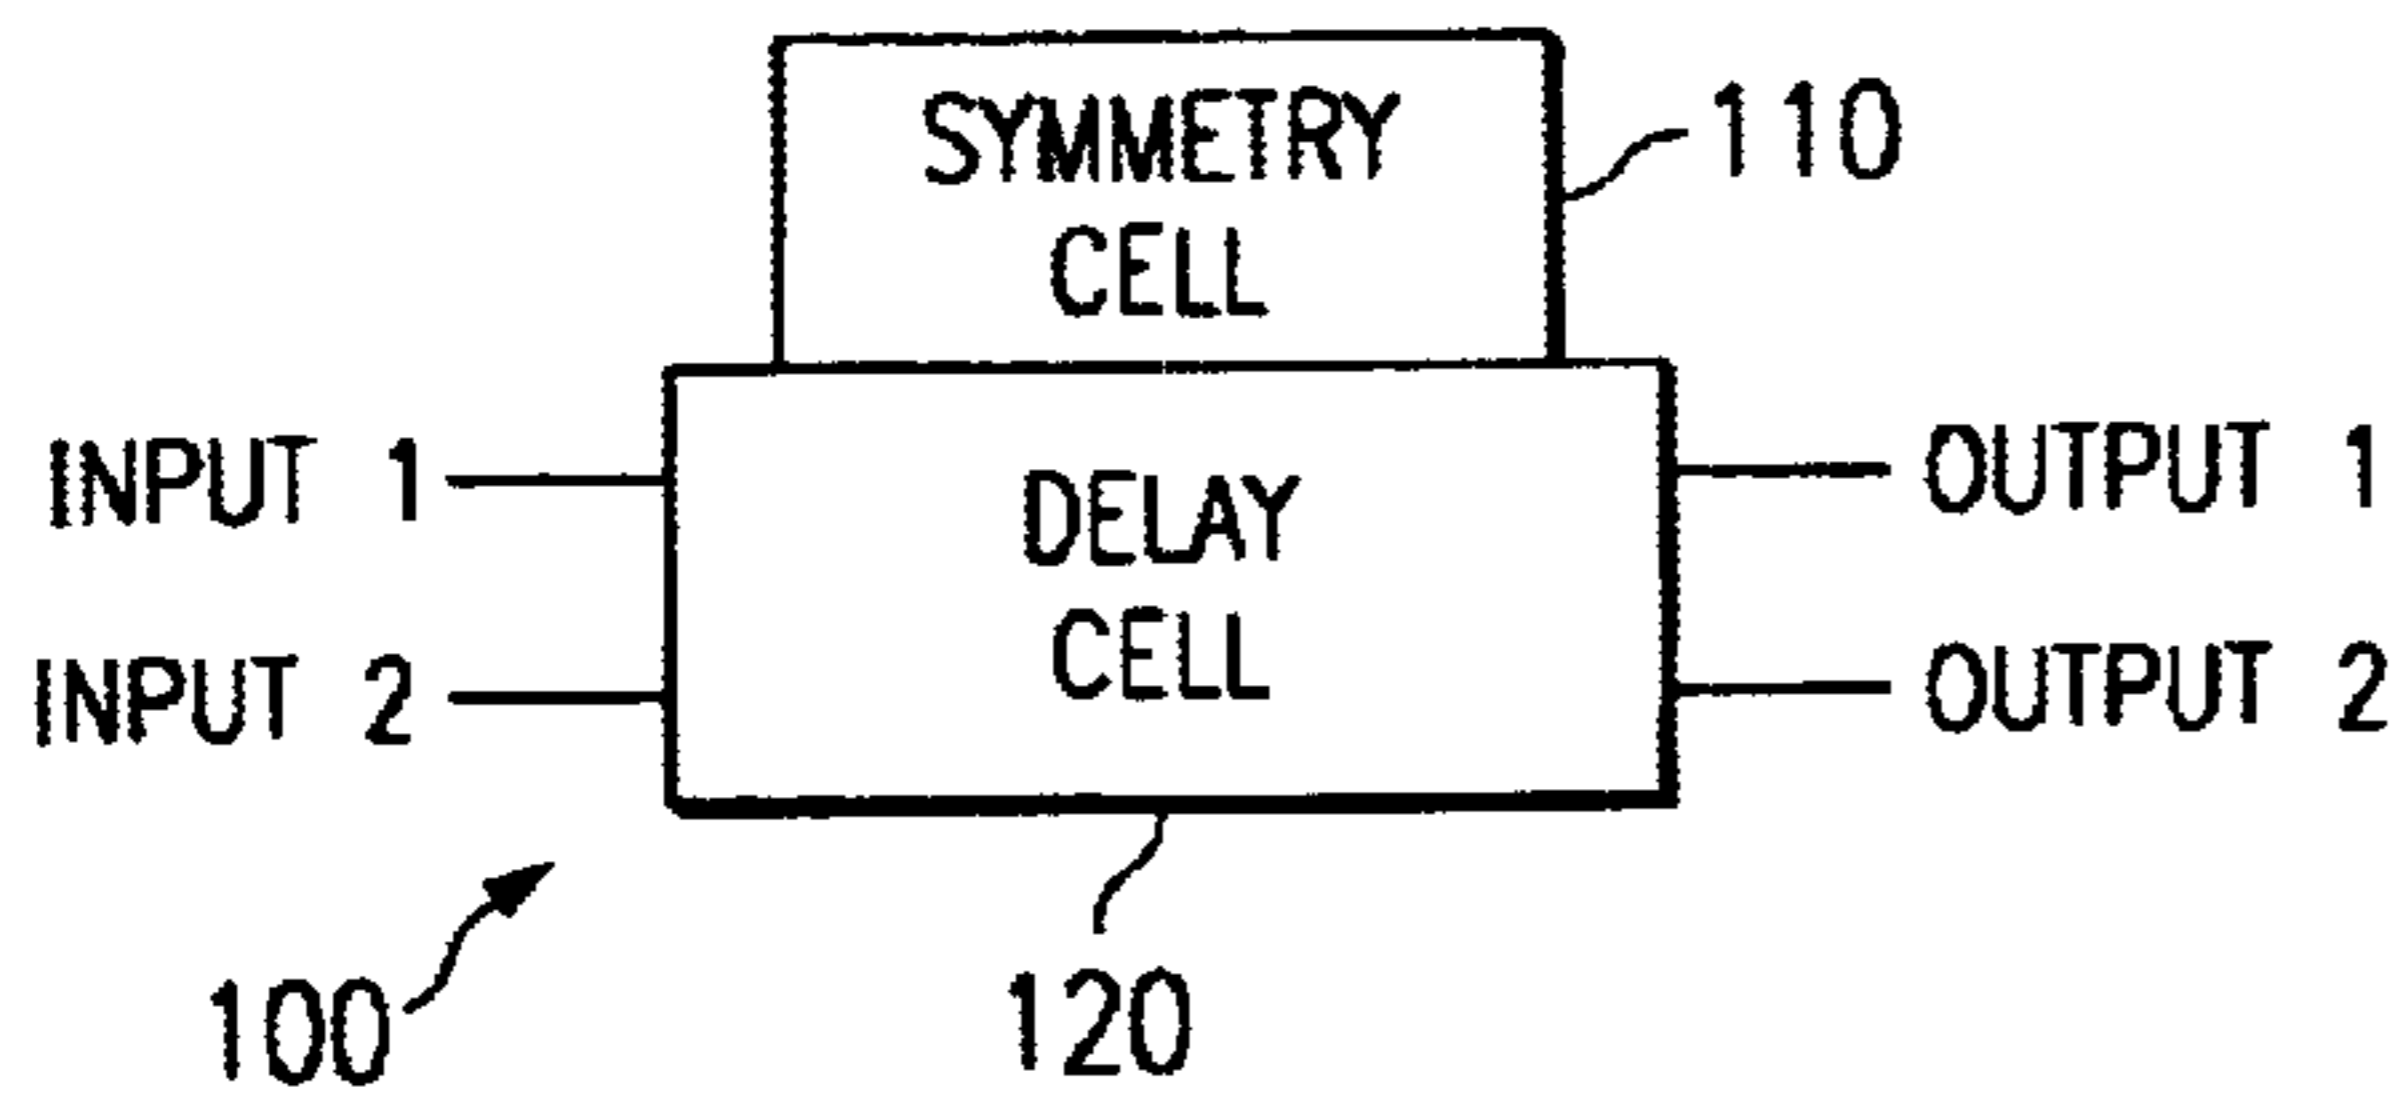 SYMMETRY
CELL
110
INPUT 1
DELAY
CELL
OUTPUT 1
INPUT 2
OUTPUT 2
100
120